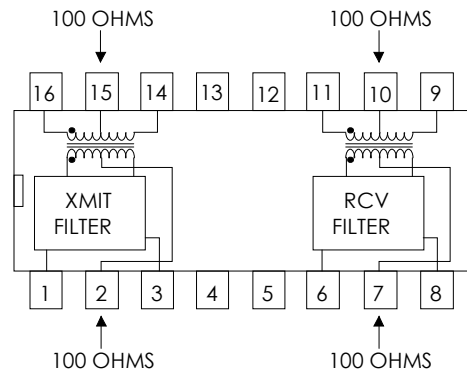 100 OHMS 100 OHMS
16 15 14 13 12 11 10 9
XMIT FILTER
RCV FILTER
1 2 3 4 5 6 7 8
100 OHMS 100 OHMS